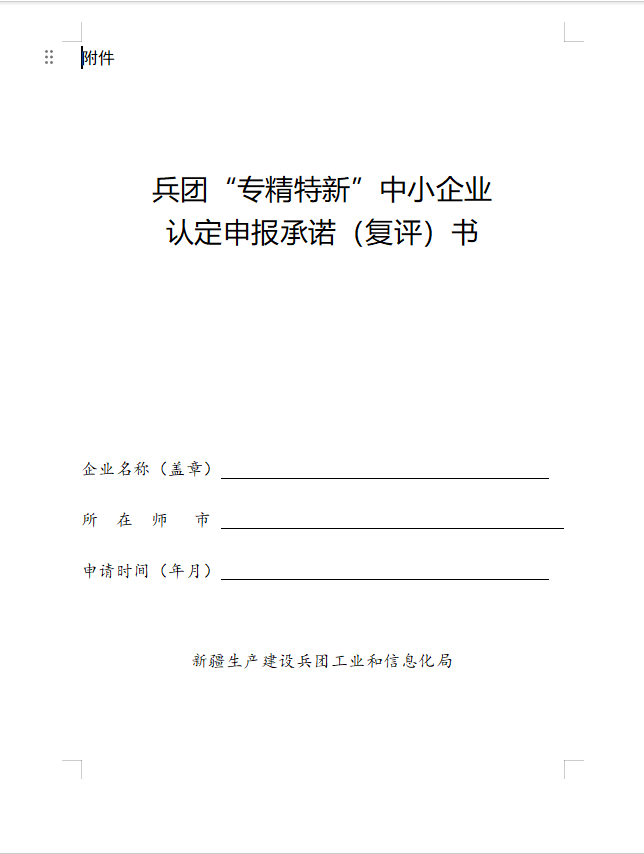 附件
兵团“专精特新”中小企业
认定申报承诺（复评）书
企业名称（盖章）
所 在 师 市
申请时间（年月）
新疆生产建设兵团工业和信息化局